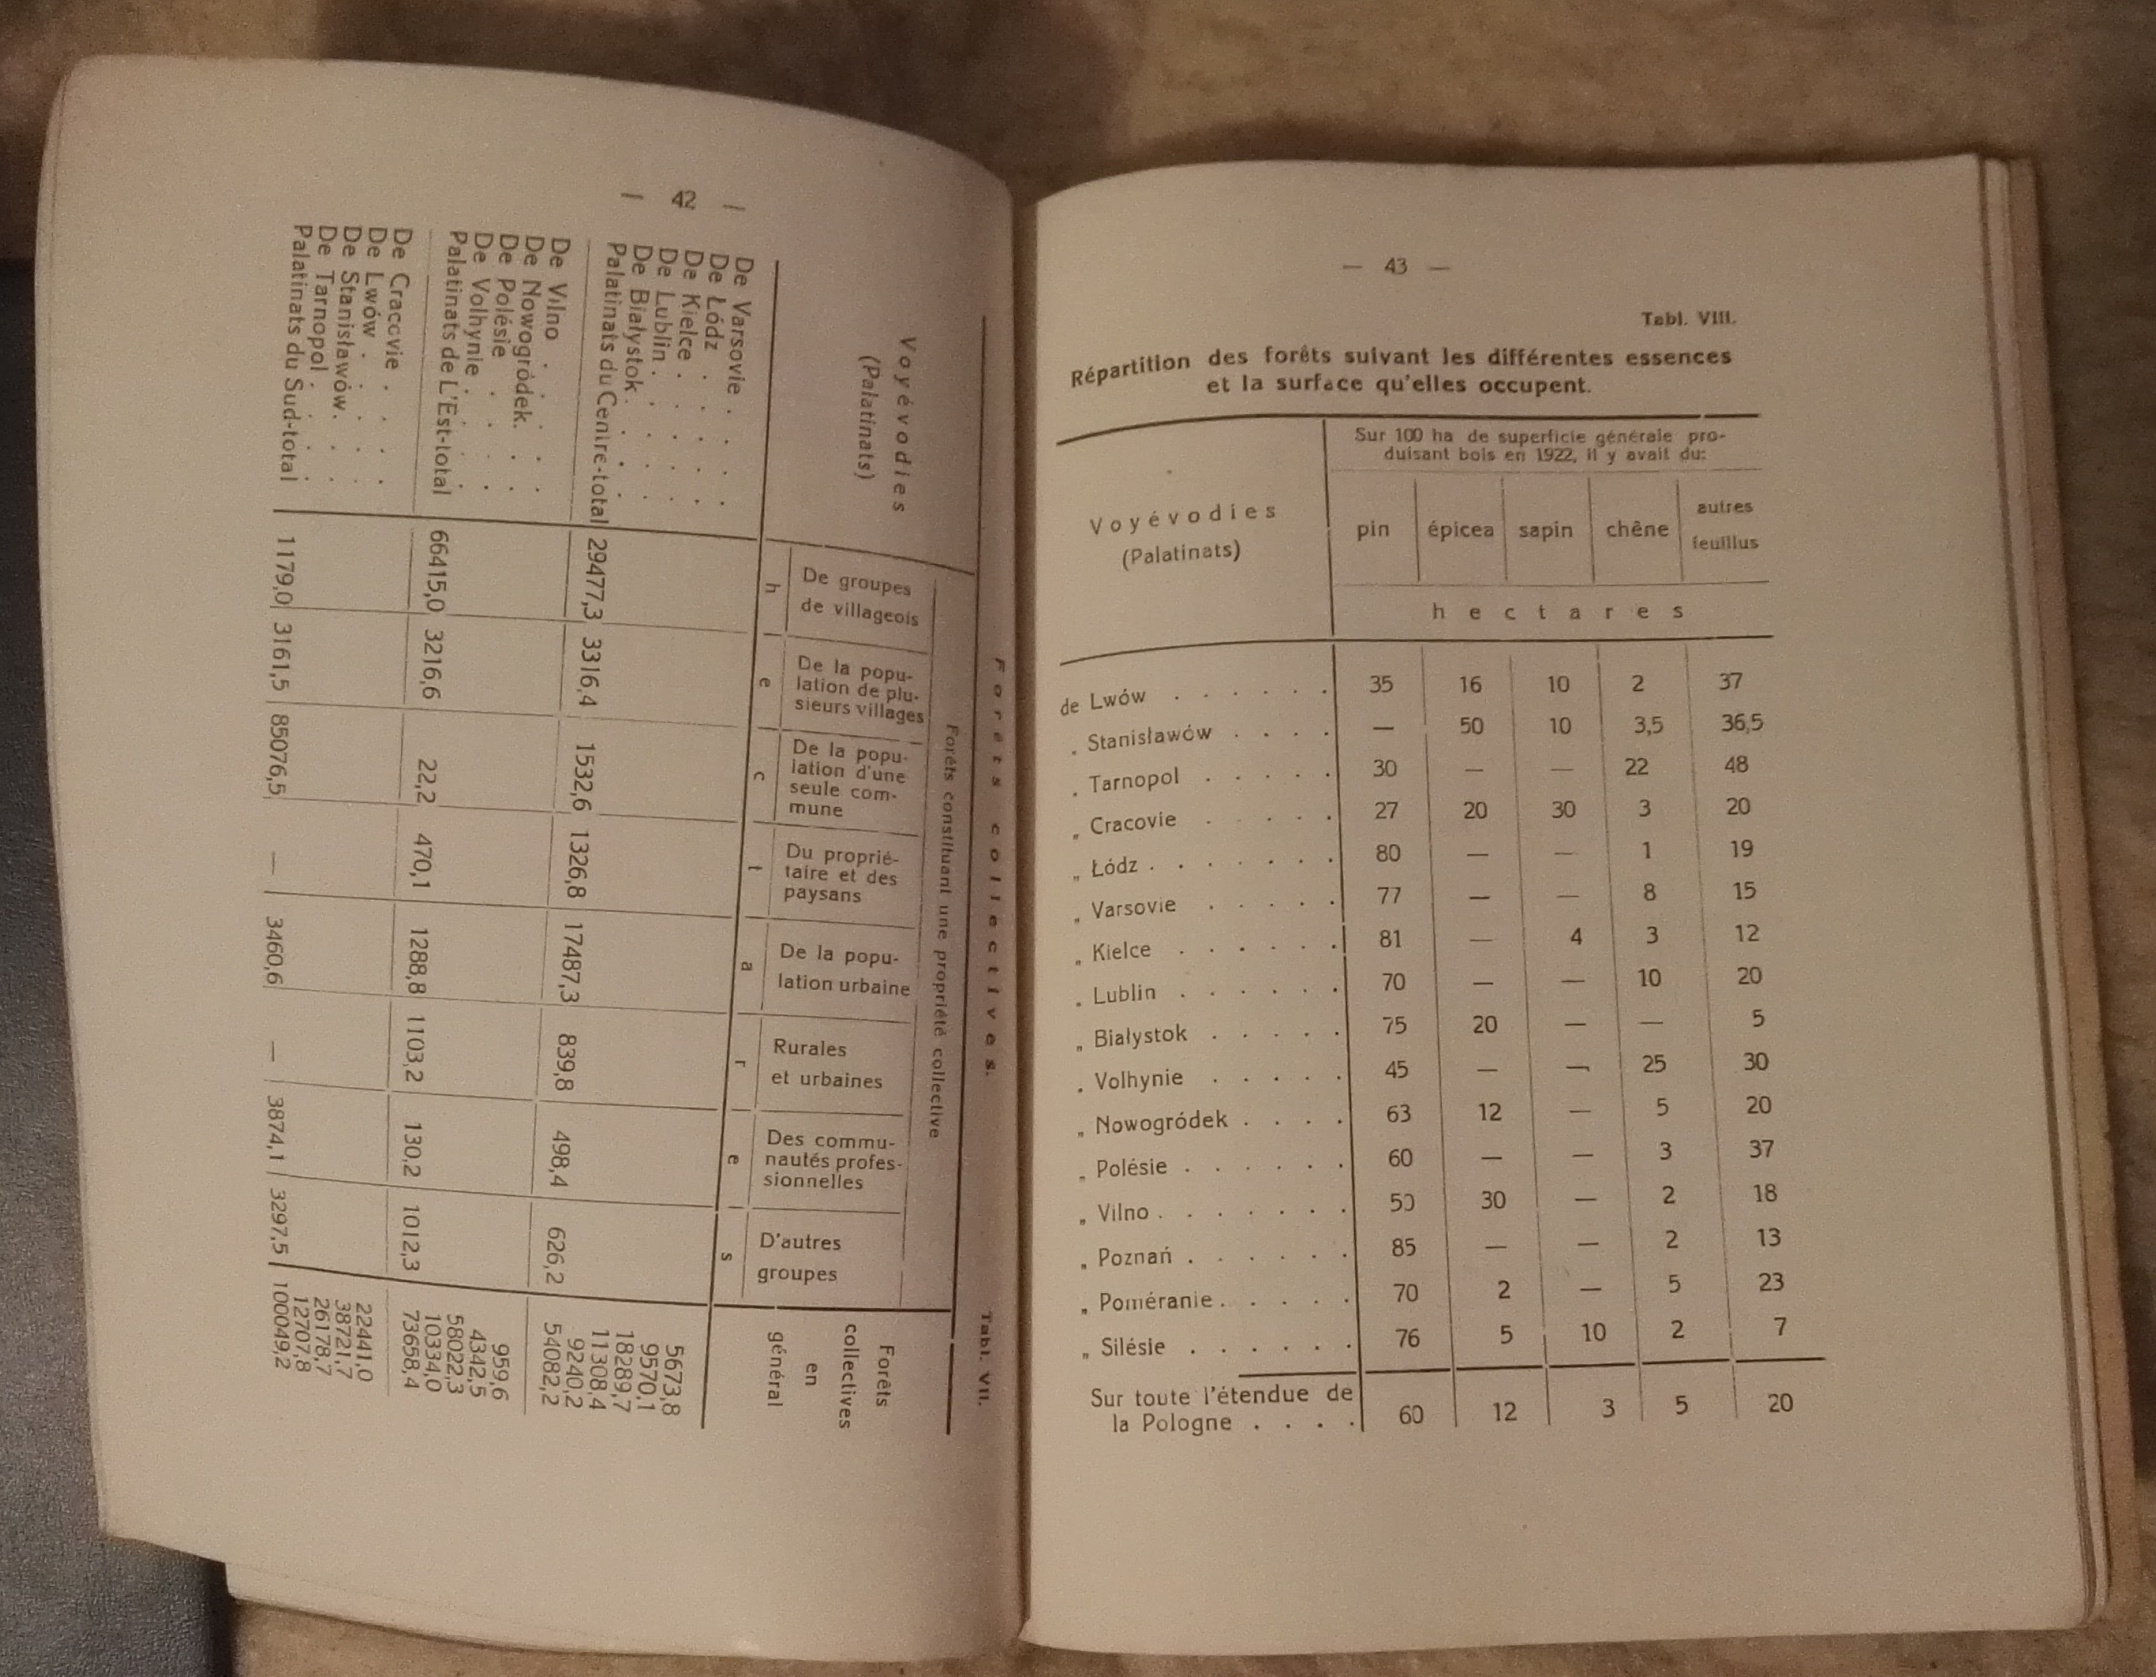 — 42 —
Tabl. VII.
Forêts collectives.
Voyévodies
(Palatinats)
Forêts constituant une propriété collective
Forêts
collectives
en
général
De groupes
de villageois
De la popu-
lation de plu-
sieurs villages
De la popu-
lation d'une
seule com-
mune
Du proprié-
taire et des
paysans
De la popu-
lation urbaine
Rurales
et urbaines
Des commu-
nautés profes-
sionnelles
D'autres
groupes
h e c t a r e s
De Varsovie . . . 5673,8
De Łódz . . . 9570,1
De Kielce . . . 18289,7
De Lublin . . . 11308,4
De Białystok . . . 9240,2
Palatinats du Centre-total 29477,3 3316,4 1532,6 1326,8 17487,3 839,8 498,4 626,2 54082,2
De Vilno . . . 959,6
De Nowogródek. . . 4342,5
De Polésie . . . 58022,3
De Volhynie . . . 10334,0
Palatinats de L'Est-total 66415,0 3216,6 22,2 470,1 1288,8 1103,2 130,2 1012,3 73658,4
De Cracovie . . . 22441,0
De Lwów . . . 38721,7
De Stanisławów. . . 26178,7
De Tarnopol . . . 12707,8
Palatinats du Sud-total 1179,0 3161,5 85076,5 — 3460,6 — 3874,1 3297,5 100049,2
— 43 —
Tabl. VIII.
Répartition des forêts suivant les différentes essences
et la surface qu'elles occupent.
Voyévodies
(Palatinats)
Sur 100 ha de superficie générale pro-
duisant bois en 1922, il y avait du:
pin épicea sapin chêne autres
feuillus
h e c t a r e s
de Lwów . . . . . . 35 16 10 2 37
„ Stanisławów . . . . — 50 10 3,5 36,5
„ Tarnopol . . . . . 30 — — 22 48
„ Cracovie . . . . . 27 20 30 3 20
„ Łódz . . . . . . . 80 — — 1 19
„ Varsovie . . . . . 77 — — 8 15
„ Kielce . . . . . . 81 — 4 3 12
„ Lublin . . . . . . 70 — — 10 20
„ Białystok . . . . . 75 20 — — 5
„ Volhynie . . . . . 45 — — 25 30
„ Nowogródek . . . . 63 12 — 5 20
„ Polésie . . . . . . 60 — — 3 37
„ Vilno . . . . . . . 50 30 — 2 18
„ Poznań . . . . . . 85 — — 2 13
„ Poméranie . . . . . 70 2 — 5 23
„ Silésie . . . . . . 76 5 10 2 7
Sur toute l'étendue de
la Pologne . . . . 60 12 3 5 20